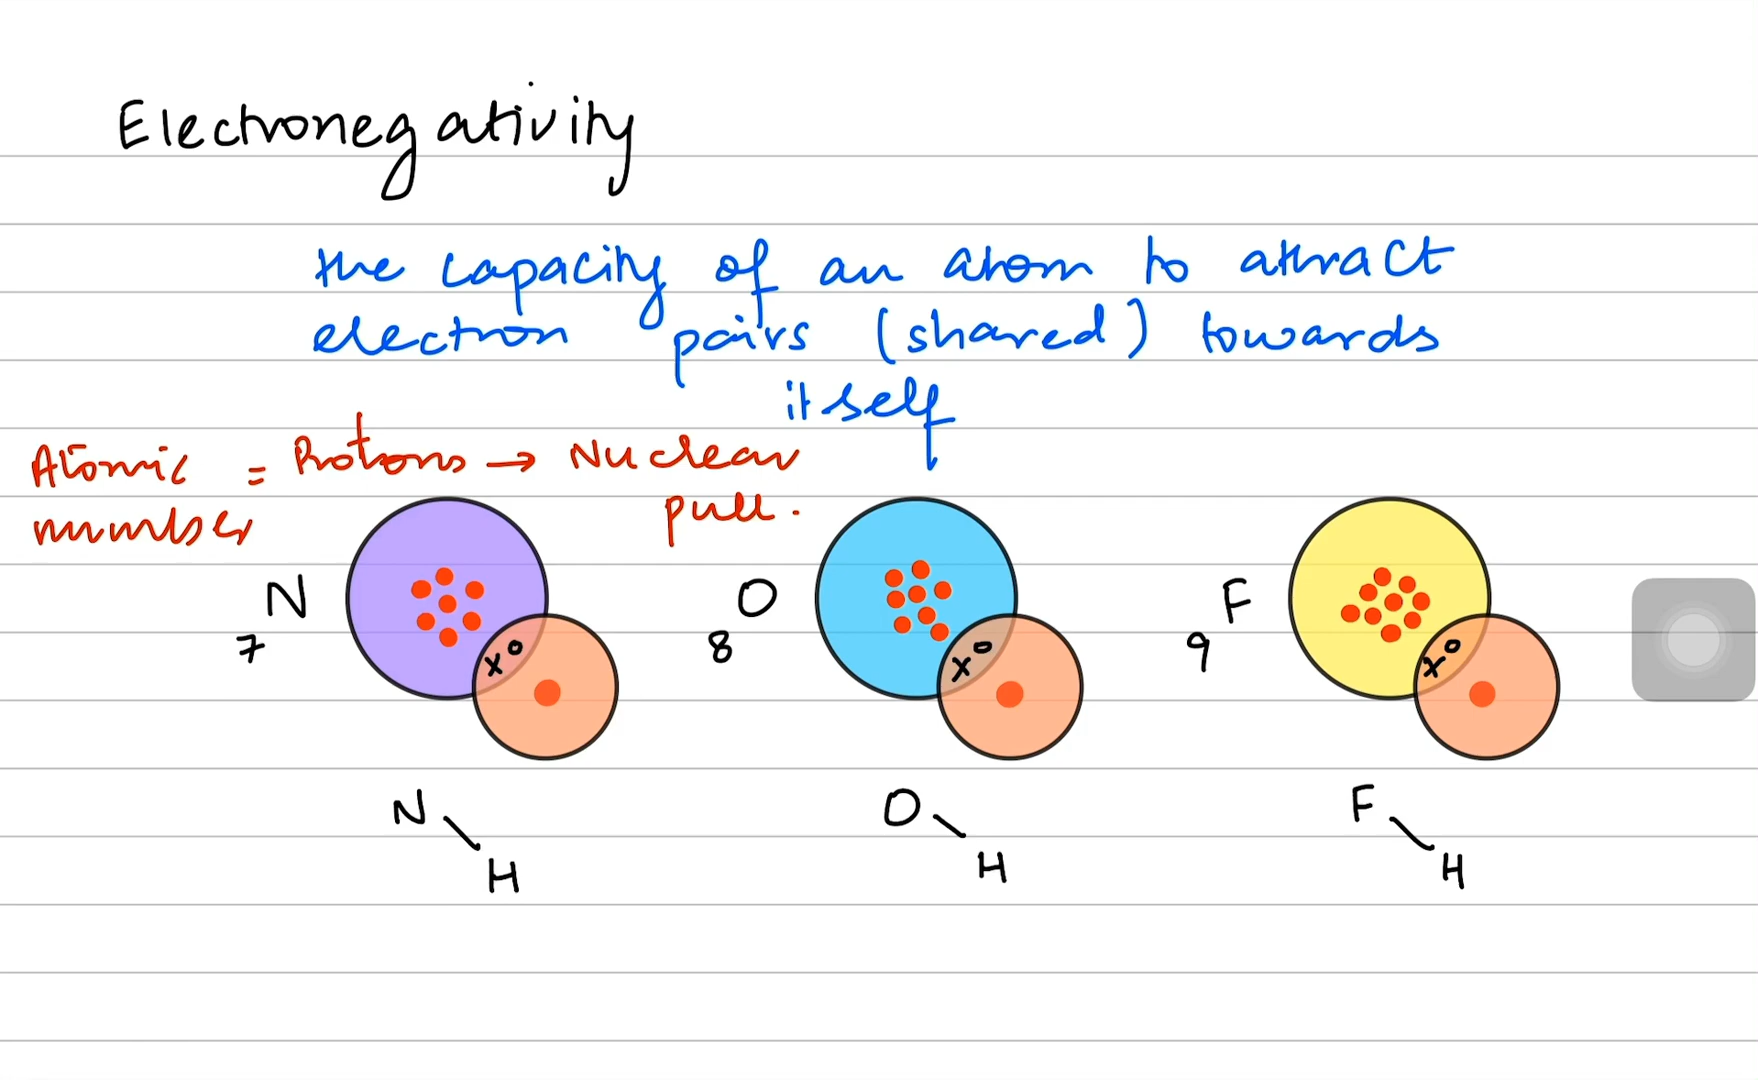 Electronegativity
the capacity of an atom to attract
electron pairs (shared) towards
itself
Atomic = Protons → Nuclear
number pull.
N O F
7 8 9
x o x o x o
N O F
H H H